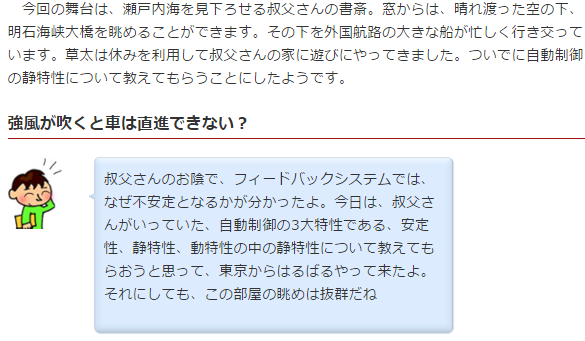 今回の舞台は、瀬戸内海を見下ろせる叔父さんの書斎。窓からは、晴れ渡った空の下、
明石海峡大橋を眺めることができます。その下を外国航路の大きな船が忙しく行き交って
います。草太は休みを利用して叔父さんの家に遊びにやってきました。ついでに自動制御
の静特性について教えてもらうことにしたようです。
強風が吹くと車は直進できない？
叔父さんのお陰で、フィードバックシステムでは、
なぜ不安定となるかが分かったよ。今日は、叔父さ
んがいっていた、自動制御の3大特性である、安定
性、静特性、動特性の中の静特性について教えても
らおうと思って、東京からはるばるやって来たよ。
それにしても、この部屋の眺めは抜群だね